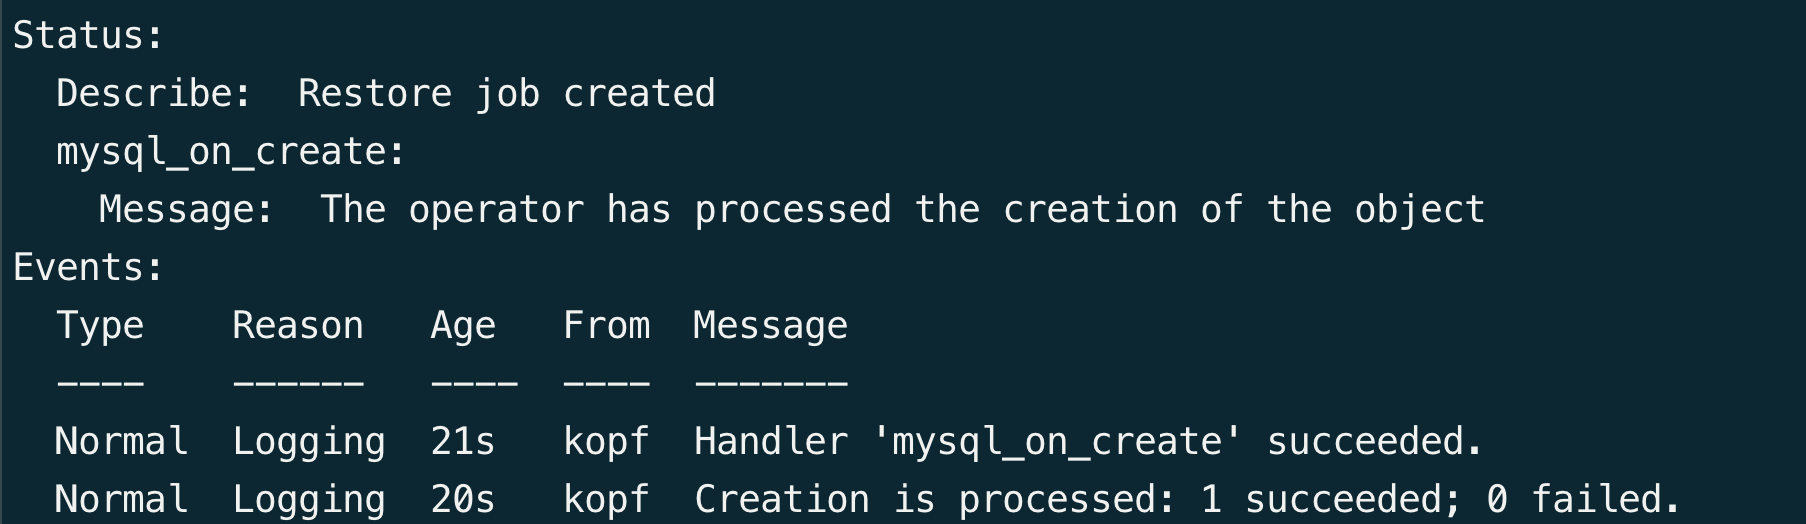 Status:
  Describe:  Restore job created
  mysql_on_create:
    Message:  The operator has processed the creation of the object
Events:
  Type    Reason   Age   From  Message
  ----    ------   ----  ----  -------
  Normal  Logging  21s   kopf  Handler 'mysql_on_create' succeeded.
  Normal  Logging  20s   kopf  Creation is processed: 1 succeeded; 0 failed.